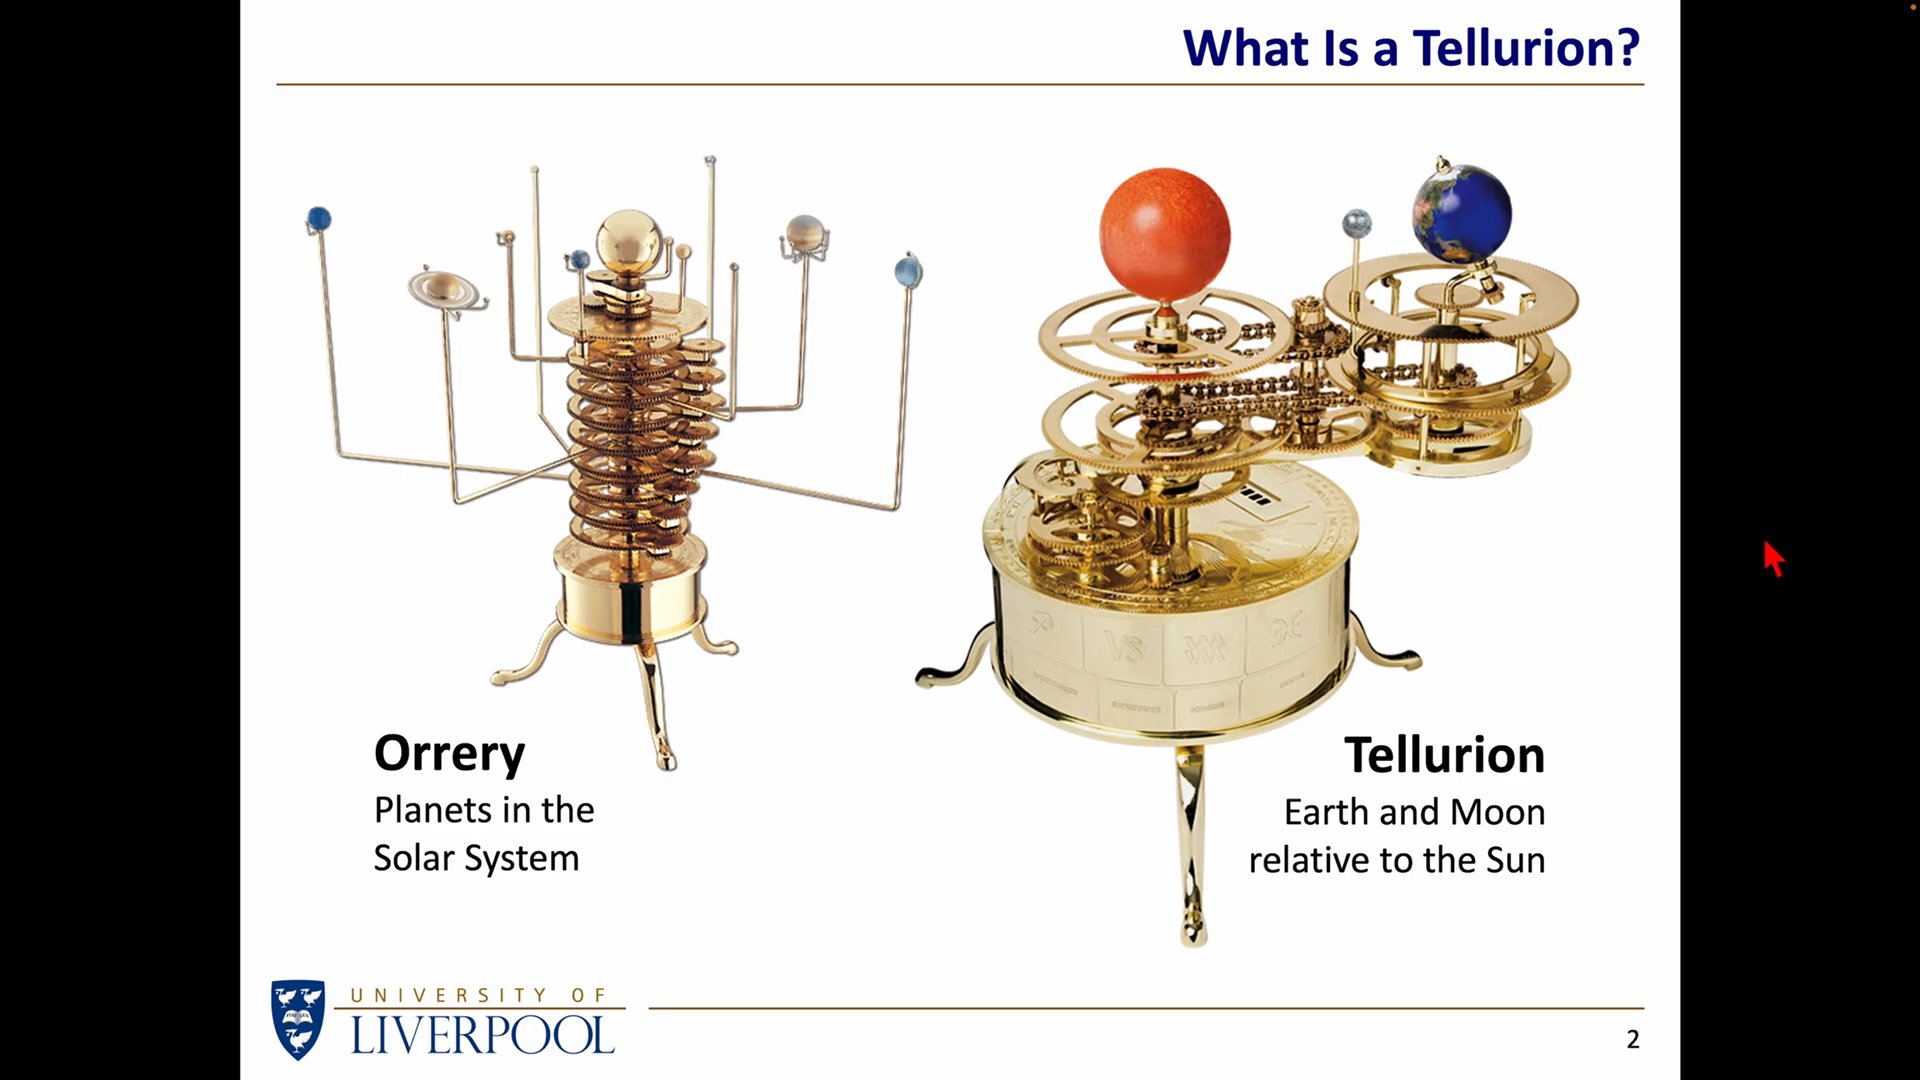 What Is a Tellurion?
Orrery
Planets in the
Solar System
Tellurion
Earth and Moon
relative to the Sun
UNIVERSITY OF
LIVERPOOL
2